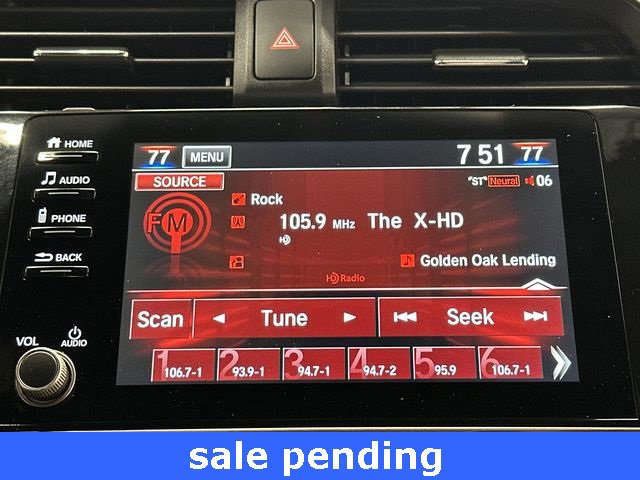 HOME
AUDIO
PHONE
BACK
VOL AUDIO
77 MENU 7 51 77
SOURCE "ST" Neural 06
FM Rock
105.9 MHz The X-HD
HD
Golden Oak Lending
HD Radio
Scan Tune Seek
1 2 3 4 5 6
106.7-1 93.9-1 94.7-1 94.7-2 95.9 106.7-1
sale pending